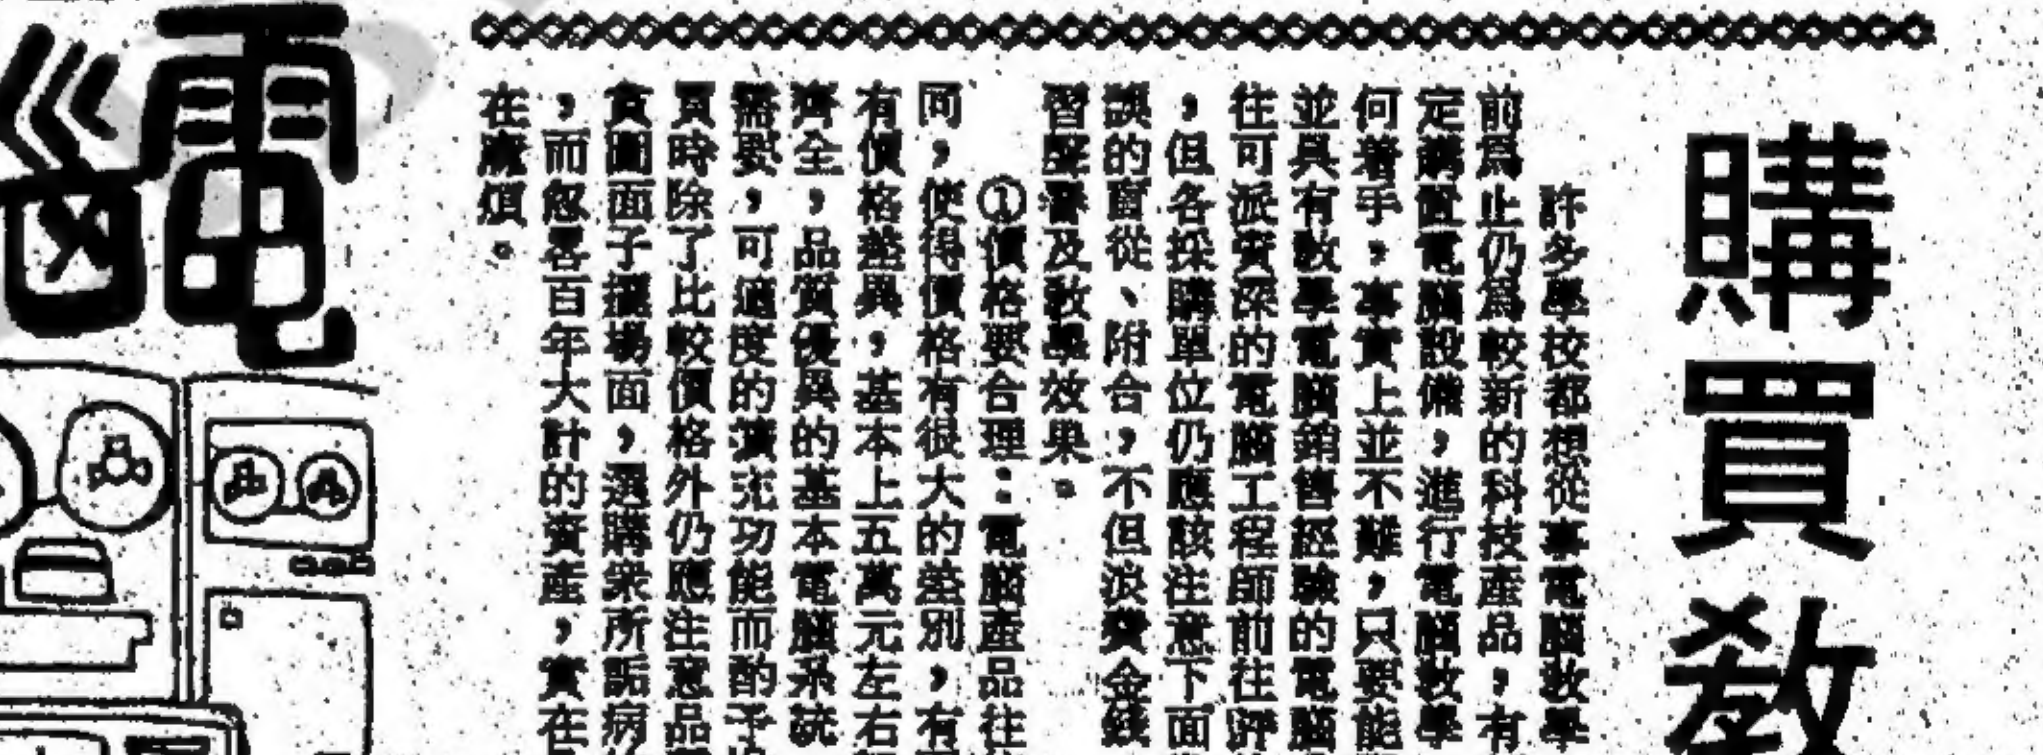 購買教
許多學校都想從事電腦教學
前爲止仍爲較新的科技產品,有
定購置電腦設備,進行電腦教學
何着手,事實上並不難,只要能
並具有教學電腦銷售經驗的電腦
往可派資深的電腦工程師前往評
,但各採購單位仍應該注意下面
誤的盲從、附合,不但浪費金錢
習壓響及教學效果。
①價格要合理:電腦產品往
同,使得價格有很大的差別,有
有價格差異,基本上五萬元左右
齊全,品質優異的基本電腦系統
需要,可適度的擴充功能而酌予
買時除了比較價格外仍應注意品
貪圖面子擺場面,選購衆所詬病
,而忽畧百年大計的資產,實在
在煩。
電腦